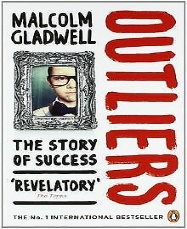 MALCOLM
GLADWELL
OUTLIERS
THE STORY
OF SUCCESS
'REVELATORY'
The Times
THE No. 1 INTERNATIONAL BESTSELLER